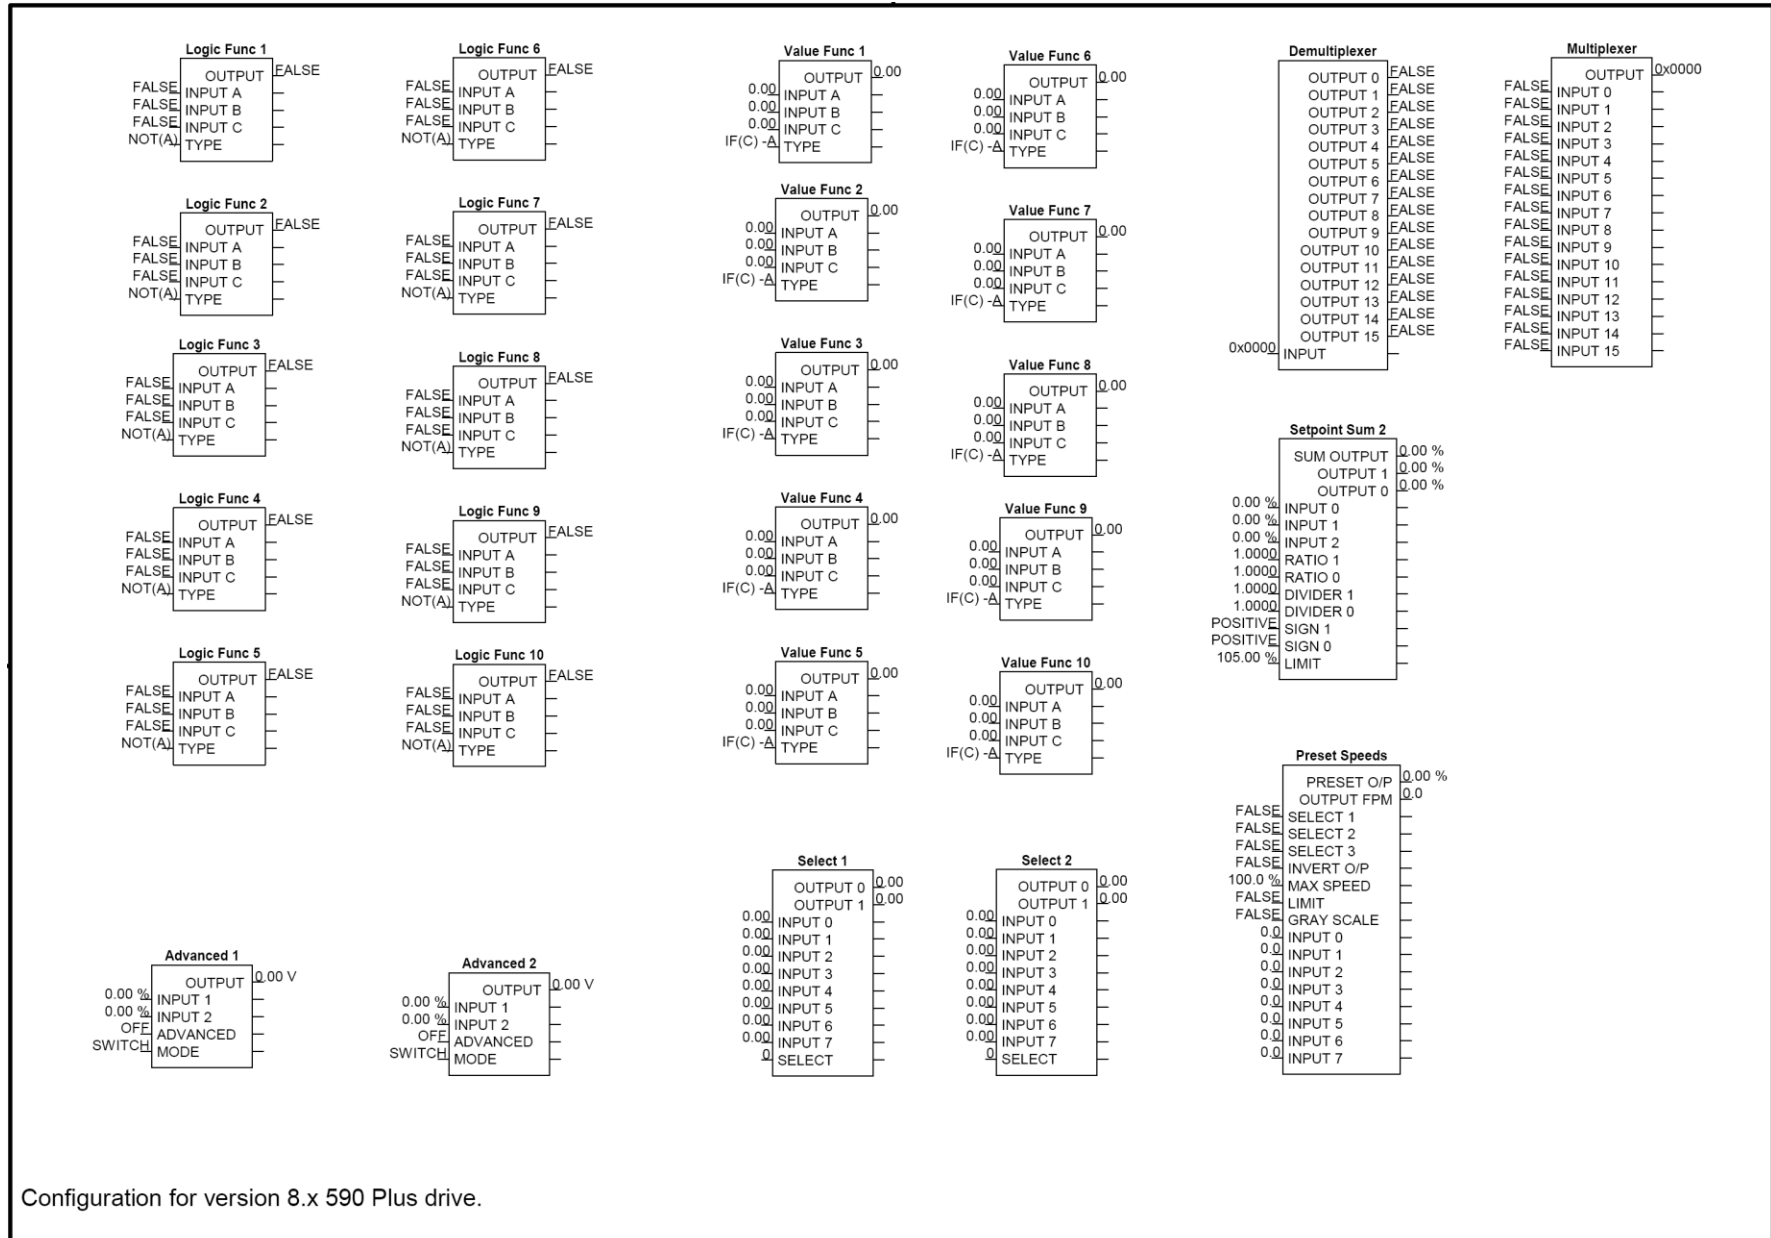 Logic Func 1
OUTPUT FALSE
FALSE INPUT A
FALSE INPUT B
FALSE INPUT C
NOT(A) TYPE
Logic Func 2
OUTPUT FALSE
FALSE INPUT A
FALSE INPUT B
FALSE INPUT C
NOT(A) TYPE
Logic Func 3
OUTPUT FALSE
FALSE INPUT A
FALSE INPUT B
FALSE INPUT C
NOT(A) TYPE
Logic Func 4
OUTPUT FALSE
FALSE INPUT A
FALSE INPUT B
FALSE INPUT C
NOT(A) TYPE
Logic Func 5
OUTPUT FALSE
FALSE INPUT A
FALSE INPUT B
FALSE INPUT C
NOT(A) TYPE
Advanced 1
OUTPUT 0.00 V
0.00 % INPUT 1
0.00 % INPUT 2
OFF ADVANCED
SWITCH MODE
Logic Func 6
OUTPUT FALSE
FALSE INPUT A
FALSE INPUT B
FALSE INPUT C
NOT(A) TYPE
Logic Func 7
OUTPUT FALSE
FALSE INPUT A
FALSE INPUT B
FALSE INPUT C
NOT(A) TYPE
Logic Func 8
OUTPUT FALSE
FALSE INPUT A
FALSE INPUT B
FALSE INPUT C
NOT(A) TYPE
Logic Func 9
OUTPUT FALSE
FALSE INPUT A
FALSE INPUT B
FALSE INPUT C
NOT(A) TYPE
Logic Func 10
OUTPUT FALSE
FALSE INPUT A
FALSE INPUT B
FALSE INPUT C
NOT(A) TYPE
Advanced 2
OUTPUT 0.00 V
0.00 % INPUT 1
0.00 % INPUT 2
OFF ADVANCED
SWITCH MODE
Value Func 1
OUTPUT 0.00
0.00 INPUT A
0.00 INPUT B
0.00 INPUT C
IF(C) -A TYPE
Value Func 2
OUTPUT 0.00
0.00 INPUT A
0.00 INPUT B
0.00 INPUT C
IF(C) -A TYPE
Value Func 3
OUTPUT 0.00
0.00 INPUT A
0.00 INPUT B
0.00 INPUT C
IF(C) -A TYPE
Value Func 4
OUTPUT 0.00
0.00 INPUT A
0.00 INPUT B
0.00 INPUT C
IF(C) -A TYPE
Value Func 5
OUTPUT 0.00
0.00 INPUT A
0.00 INPUT B
0.00 INPUT C
IF(C) -A TYPE
Select 1
OUTPUT 0 0.00
OUTPUT 1 0.00
0.00 INPUT 0
0.00 INPUT 1
0.00 INPUT 2
0.00 INPUT 3
0.00 INPUT 4
0.00 INPUT 5
0.00 INPUT 6
0.00 INPUT 7
0 SELECT
Value Func 6
OUTPUT 0.00
0.00 INPUT A
0.00 INPUT B
0.00 INPUT C
IF(C) -A TYPE
Value Func 7
OUTPUT 0.00
0.00 INPUT A
0.00 INPUT B
0.00 INPUT C
IF(C) -A TYPE
Value Func 8
OUTPUT 0.00
0.00 INPUT A
0.00 INPUT B
0.00 INPUT C
IF(C) -A TYPE
Value Func 9
OUTPUT 0.00
0.00 INPUT A
0.00 INPUT B
0.00 INPUT C
IF(C) -A TYPE
Value Func 10
OUTPUT 0.00
0.00 INPUT A
0.00 INPUT B
0.00 INPUT C
IF(C) -A TYPE
Select 2
OUTPUT 0 0.00
OUTPUT 1 0.00
0.00 INPUT 0
0.00 INPUT 1
0.00 INPUT 2
0.00 INPUT 3
0.00 INPUT 4
0.00 INPUT 5
0.00 INPUT 6
0.00 INPUT 7
0 SELECT
Demultiplexer
OUTPUT 0 FALSE
OUTPUT 1 FALSE
OUTPUT 2 FALSE
OUTPUT 3 FALSE
OUTPUT 4 FALSE
OUTPUT 5 FALSE
OUTPUT 6 FALSE
OUTPUT 7 FALSE
OUTPUT 8 FALSE
OUTPUT 9 FALSE
OUTPUT 10 FALSE
OUTPUT 11 FALSE
OUTPUT 12 FALSE
OUTPUT 13 FALSE
OUTPUT 14 FALSE
OUTPUT 15 FALSE
0x0000 INPUT
Setpoint Sum 2
SUM OUTPUT 0.00 %
OUTPUT 1 0.00 %
OUTPUT 0 0.00 %
0.00 % INPUT 0
0.00 % INPUT 1
0.00 % INPUT 2
1.0000 RATIO 1
1.0000 RATIO 0
1.0000 DIVIDER 1
1.0000 DIVIDER 0
POSITIVE SIGN 1
POSITIVE SIGN 0
105.00 % LIMIT
Preset Speeds
PRESET O/P 0.00 %
OUTPUT FPM 0.0
FALSE SELECT 1
FALSE SELECT 2
FALSE SELECT 3
FALSE INVERT O/P
100.0 % MAX SPEED
FALSE LIMIT
FALSE GRAY SCALE
0.0 INPUT 0
0.0 INPUT 1
0.0 INPUT 2
0.0 INPUT 3
0.0 INPUT 4
0.0 INPUT 5
0.0 INPUT 6
0.0 INPUT 7
Multiplexer
OUTPUT 0x0000
FALSE INPUT 0
FALSE INPUT 1
FALSE INPUT 2
FALSE INPUT 3
FALSE INPUT 4
FALSE INPUT 5
FALSE INPUT 6
FALSE INPUT 7
FALSE INPUT 8
FALSE INPUT 9
FALSE INPUT 10
FALSE INPUT 11
FALSE INPUT 12
FALSE INPUT 13
FALSE INPUT 14
FALSE INPUT 15
Configuration for version 8.x 590 Plus drive.